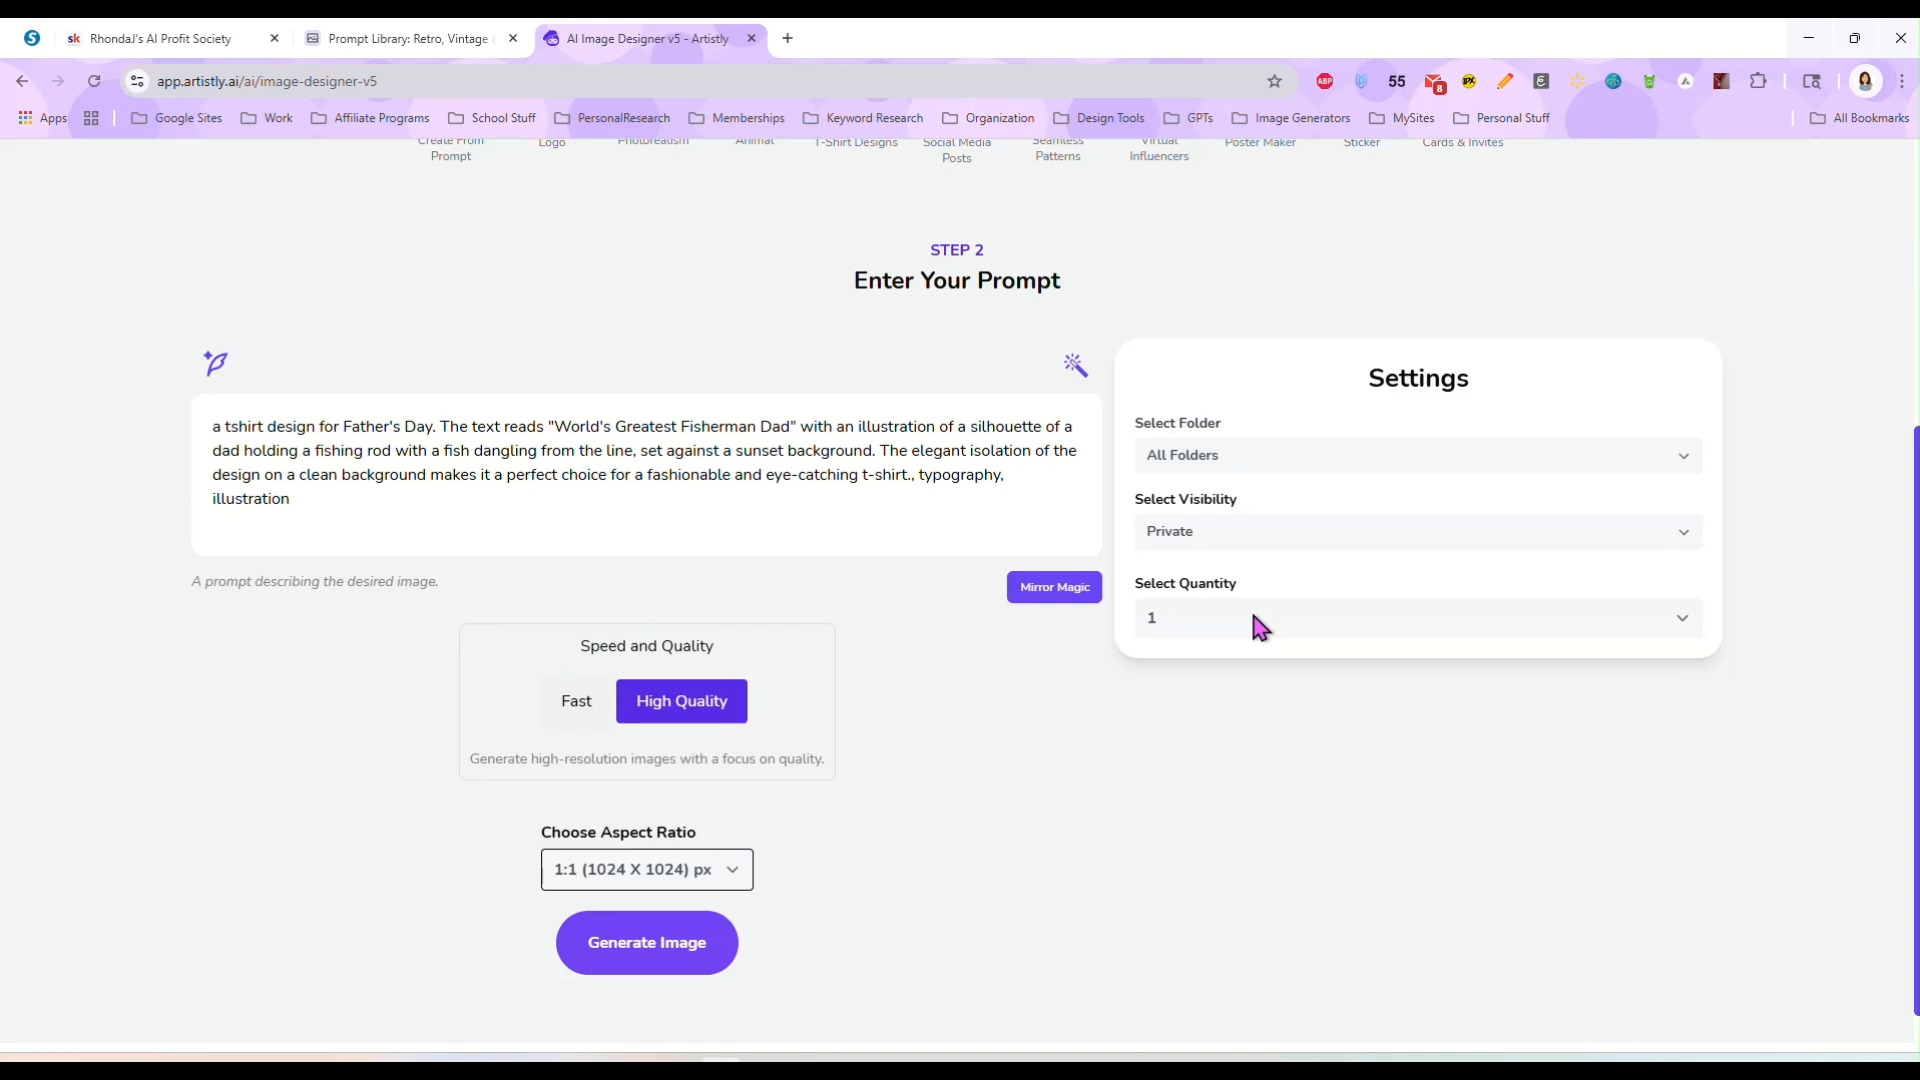 RhondaJ's AI Profit Society
Prompt Library: Retro, Vintage
AI Image Designer v5 - Artistly
app.artistly.ai/ai/image-designer-v5
ABP
55
8
Apps
Google Sites
Work
Affiliate Programs
School Stuff
PersonalResearch
Memberships
Keyword Research
Organization
Design Tools
GPTs
Image Generators
MySites
Personal Stuff
All Bookmarks
Create From
Prompt
Logo
Photorealism
Animal
T-Shirt Designs
Social Media
Posts
Seamless
Patterns
Virtual
Influencers
Poster Maker
Sticker
Cards & Invites
STEP 2
Enter Your Prompt
a tshirt design for Father's Day. The text reads "World's Greatest Fisherman Dad" with an illustration of a silhouette of a
dad holding a fishing rod with a fish dangling from the line, set against a sunset background. The elegant isolation of the
design on a clean background makes it a perfect choice for a fashionable and eye-catching t-shirt., typography,
illustration
A prompt describing the desired image.
Mirror Magic
Speed and Quality
Fast
High Quality
Generate high-resolution images with a focus on quality.
Choose Aspect Ratio
1:1 (1024 X 1024) px
Generate Image
Settings
Select Folder
All Folders
Select Visibility
Private
Select Quantity
1